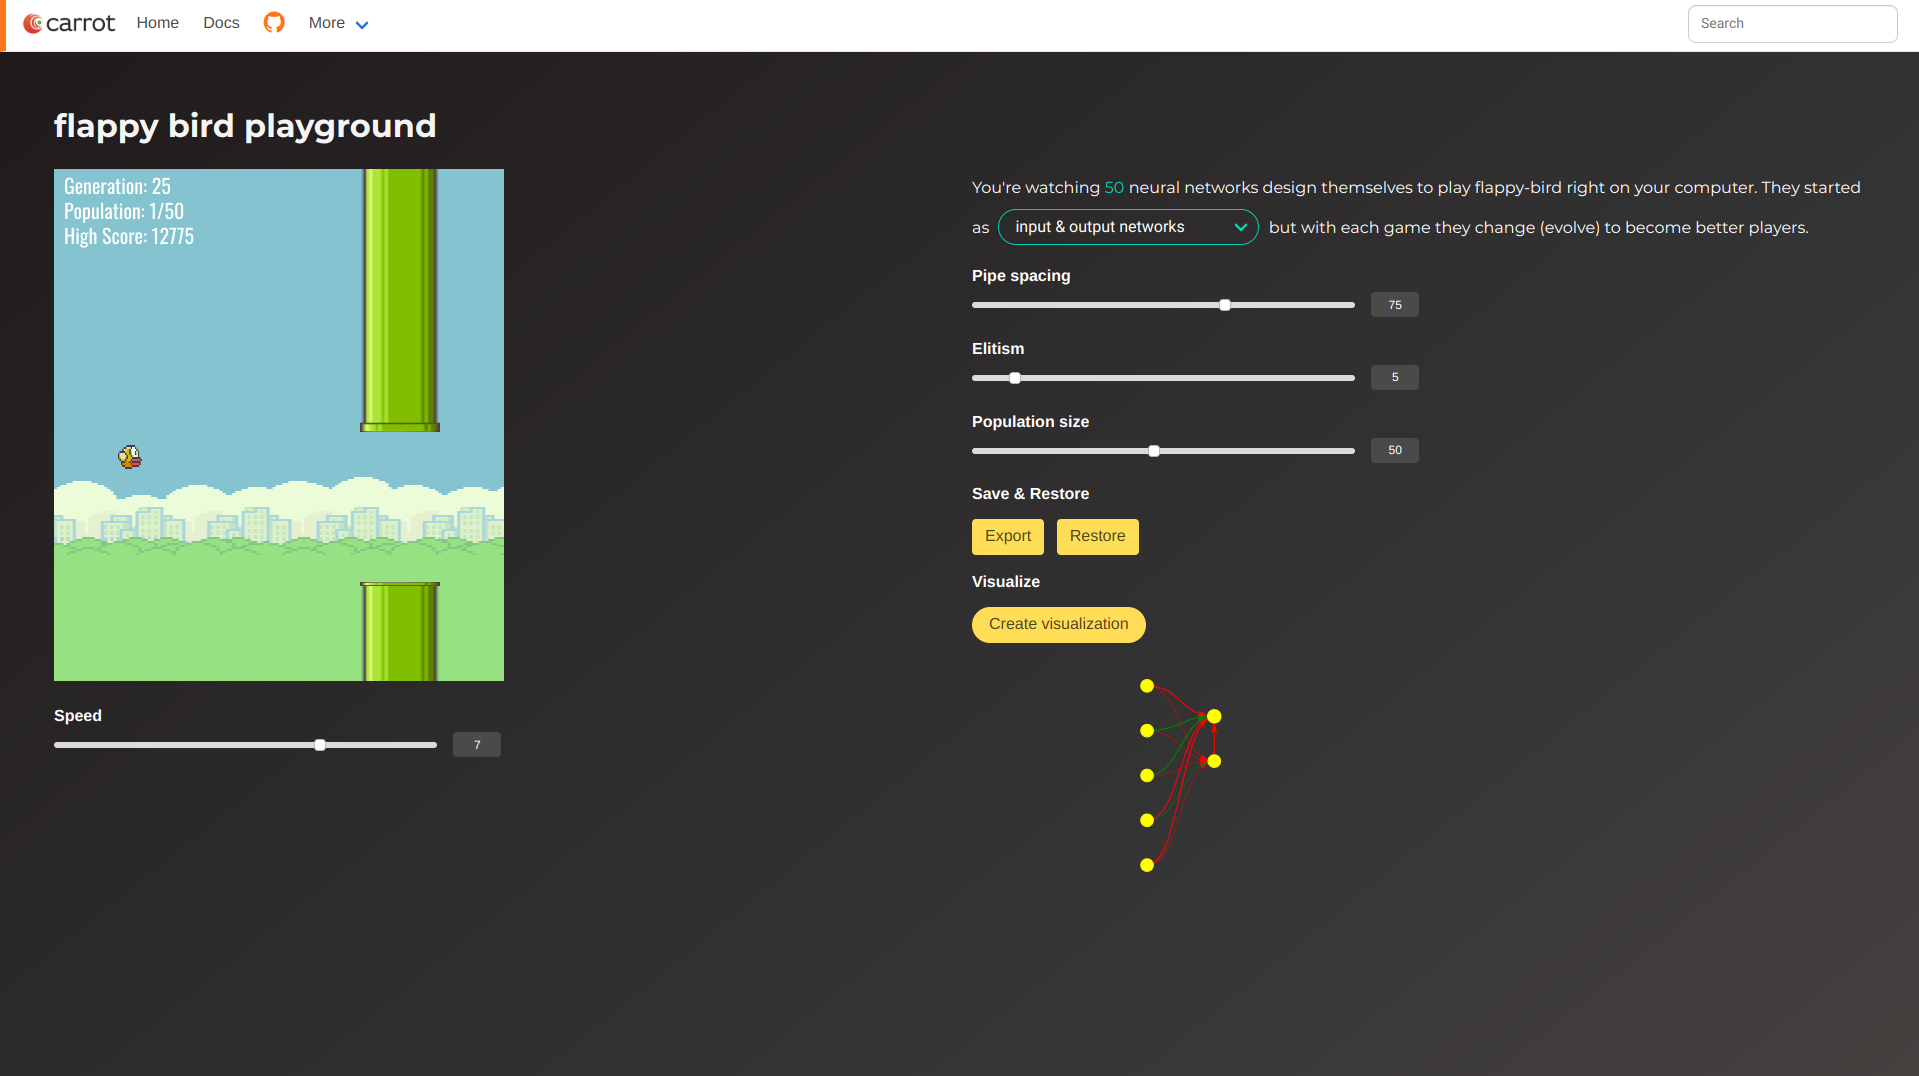 carrot Home Docs More Search
flappy bird playground
Generation: 25
Population: 1/50
High Score: 12775
Speed
7
You're watching 50 neural networks design themselves to play flappy-bird right on your computer. They started
as input & output networks but with each game they change (evolve) to become better players.
Pipe spacing
75
Elitism
5
Population size
50
Save & Restore
Export Restore
Visualize
Create visualization